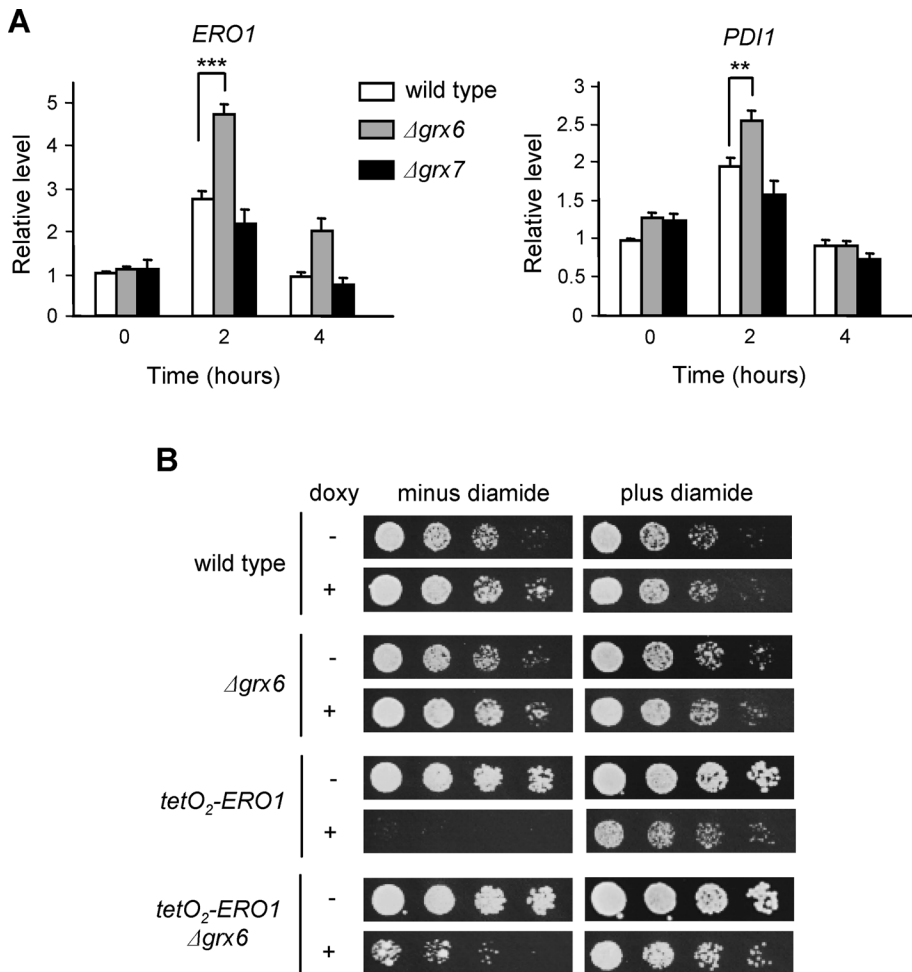 A
ERO1
PDI1
***
**
wild type
Δgrx6
Δgrx7
Relative level
5
4
3
2
1
0
0 2 4
Time (hours)
Relative level
3
2.5
2
1.5
1
0.5
0
0 2 4
Time (hours)
B
doxy minus diamide plus diamide
wild type
-
+
Δgrx6
-
+
tetO2-ERO1
-
+
tetO2-ERO1
Δgrx6
-
+